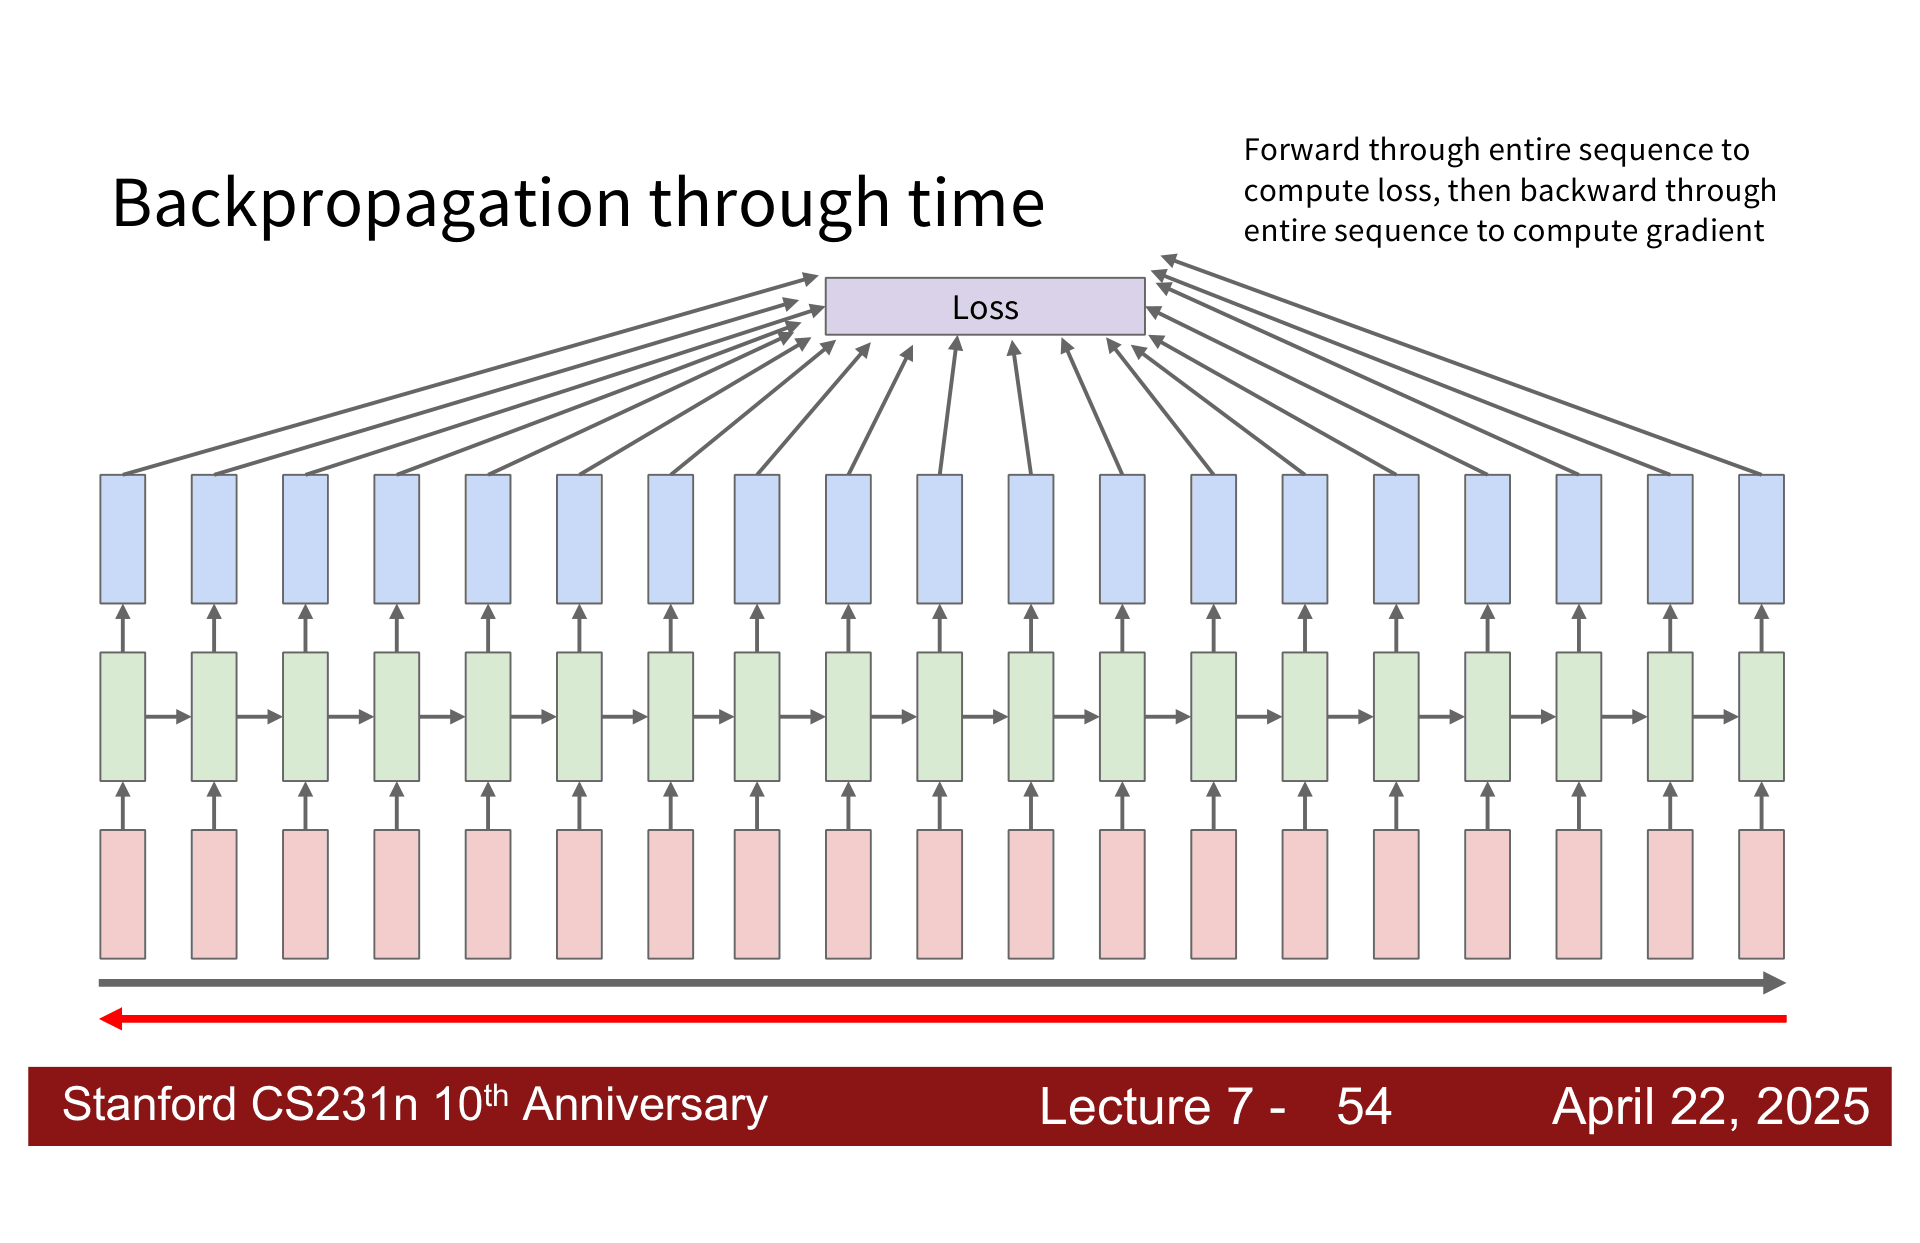 Backpropagation through time
Forward through entire sequence to
compute loss, then backward through
entire sequence to compute gradient
Loss
Stanford CS231n 10th Anniversary
Lecture 7 - 54
April 22, 2025